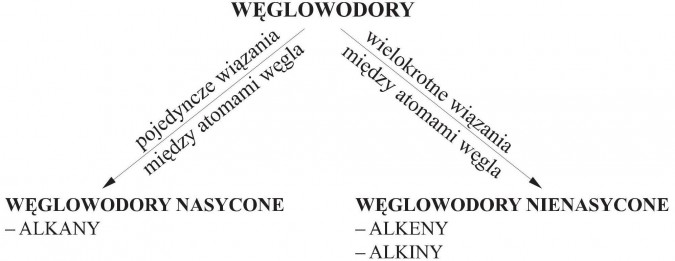 WĘGLOWODORY
pojedyncze wiązania
między atomami węgla
wielokrotne wiązania
między atomami węgla
WĘGLOWODORY NASYCONE
– ALKANY
WĘGLOWODORY NIENASYCONE
– ALKENY
– ALKINY